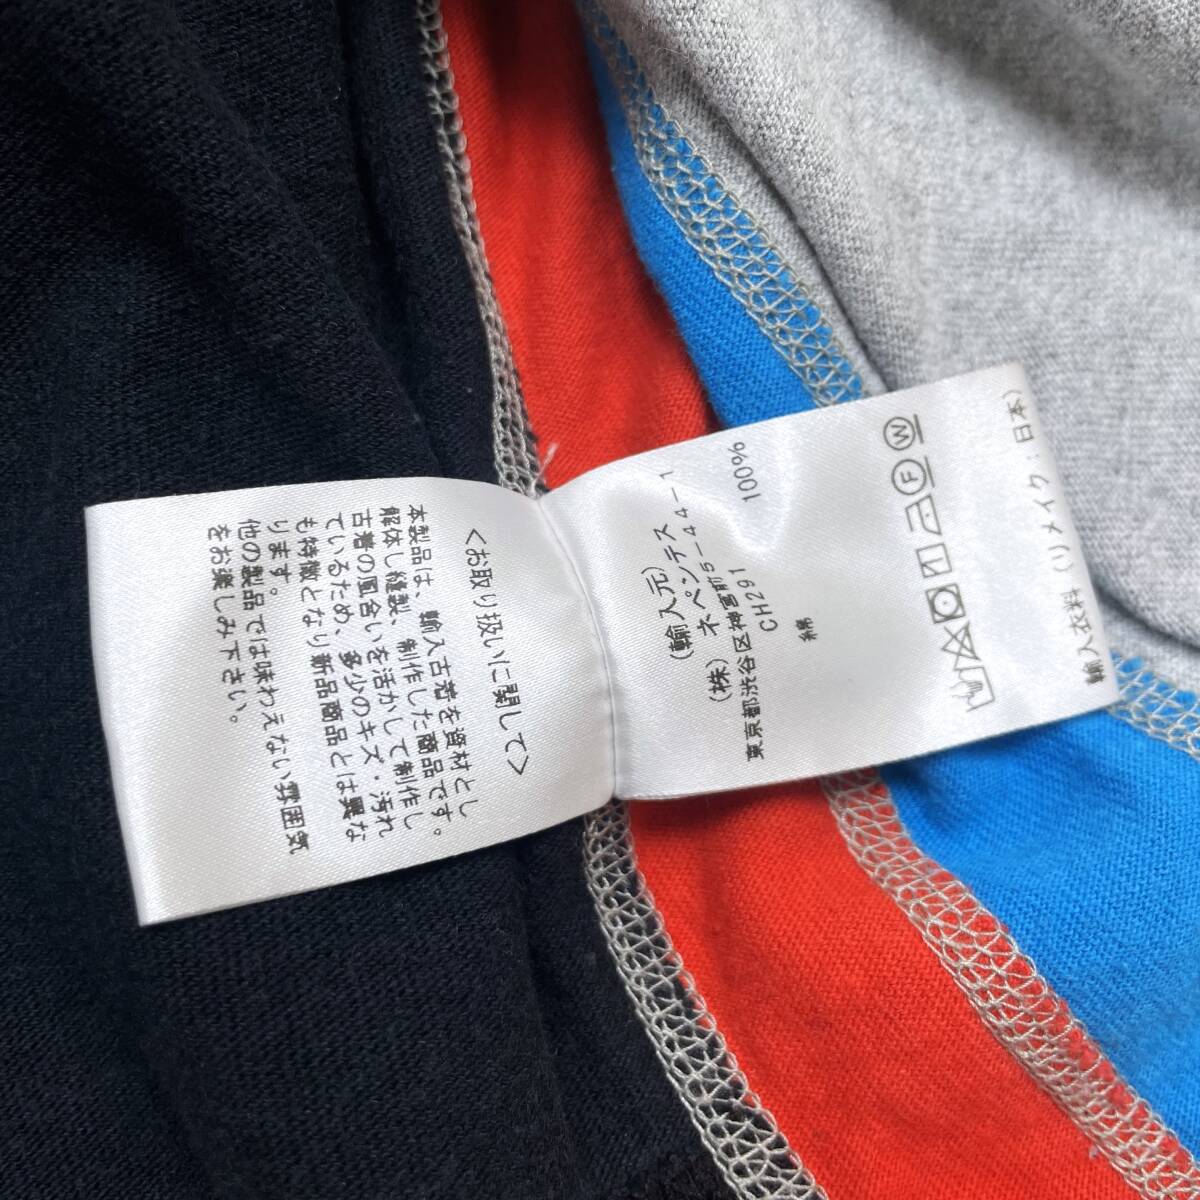 <お取り扱いに関して>
本製品は、輸入古着を資材とし
解体し縫製、制作した商品です。
古着の風合いを活かして制作し
ているため、多少のキズ・汚れ
も特徴となり新品商品とは異な
ります。
他の製品では味わえない雰囲気
をお楽しみ下さい。
輸入衣料(リメイク:日本)
F W
綿 100%
CH291
東京都渋谷区神宮前5-44-1
(株)ネペンテス
(輸入元)